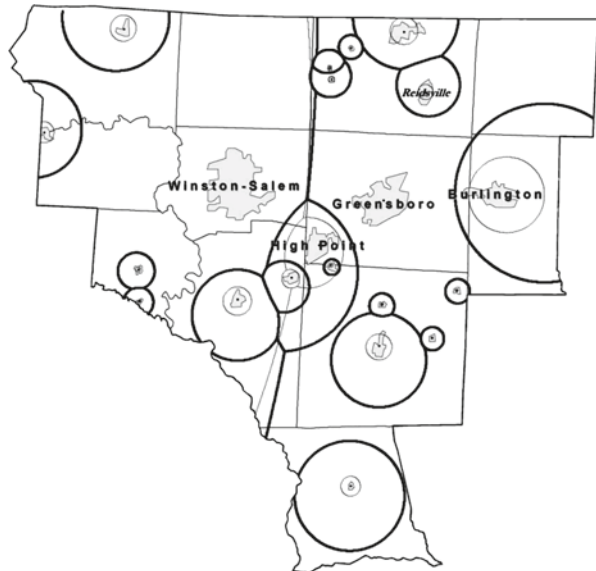 Reidsville
Winston-Salem
Greensboro
Burlington
High Point